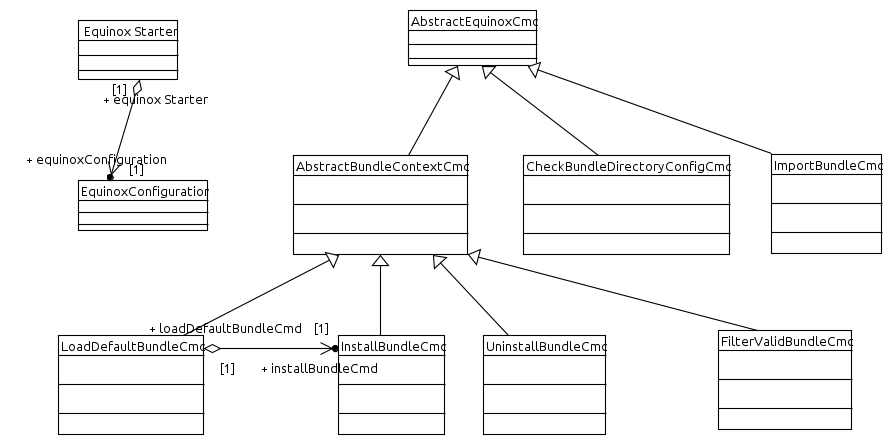 Equinox Starter
AbstractEquinoxCmd
[1]
+ equinox Starter
+ equinoxConfiguration
[1]
EquinoxConfiguration
AbstractBundleContextCmd
CheckBundleDirectoryConfigCmd
ImportBundleCmd
+ loadDefaultBundleCmd [1]
LoadDefaultBundleCmd
InstallBundleCmd
UninstallBundleCmd
FilterValidBundleCmd
[1] + installBundleCmd